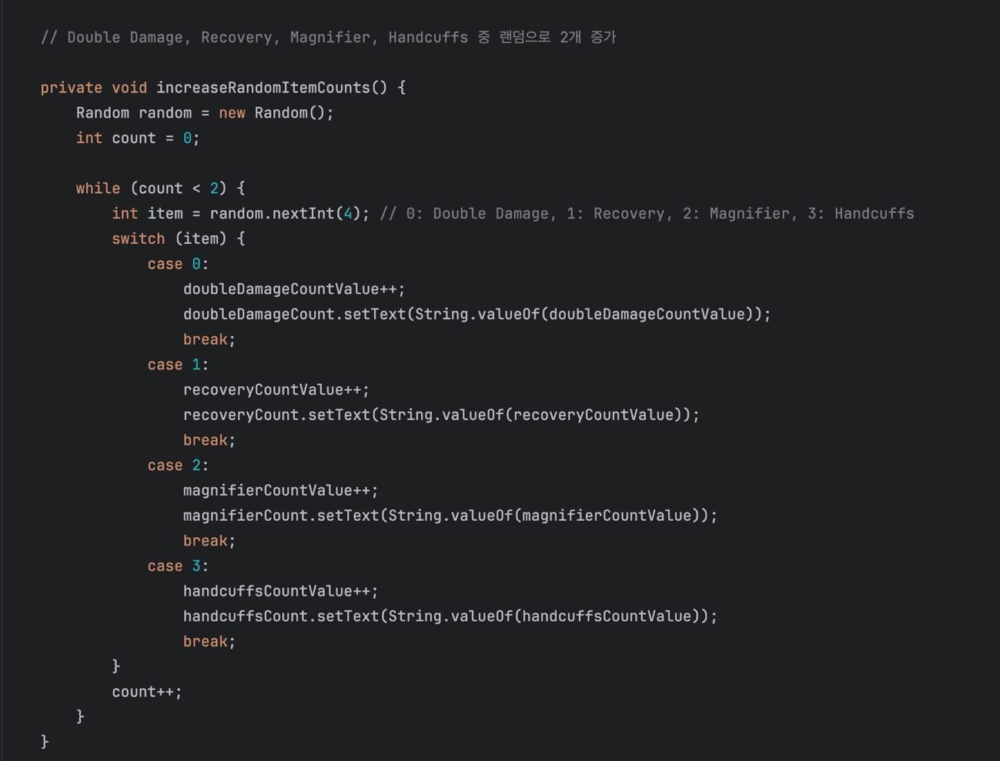 // Double Damage, Recovery, Magnifier, Handcuffs 중 랜덤으로 2개 증가
private void increaseRandomItemCounts() {
Random random = new Random();
int count = 0;
while (count < 2) {
int item = random.nextInt(4); // 0: Double Damage, 1: Recovery, 2: Magnifier, 3: Handcuffs
switch (item) {
case 0:
doubleDamageCountValue++;
doubleDamageCount.setText(String.valueOf(doubleDamageCountValue));
break;
case 1:
recoveryCountValue++;
recoveryCount.setText(String.valueOf(recoveryCountValue));
break;
case 2:
magnifierCountValue++;
magnifierCount.setText(String.valueOf(magnifierCountValue));
break;
case 3:
handcuffsCountValue++;
handcuffsCount.setText(String.valueOf(handcuffsCountValue));
break;
}
count++;
}
}